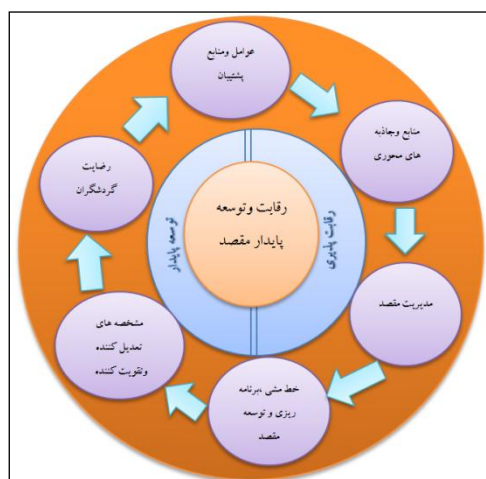 عوامل ومنابع
پشتیبان
منابع وجاذبه
های محوری
مدیریت مقصد
خط مشی ،برنامه
ریزی و توسعه
مقصد
مشخصه های
تعدیل کننده
وتقویت کننده
رضایت
گردشگران
رقابت پذیری
توسعه پایدار
رقابت وتوسعه
پایدار مقصد